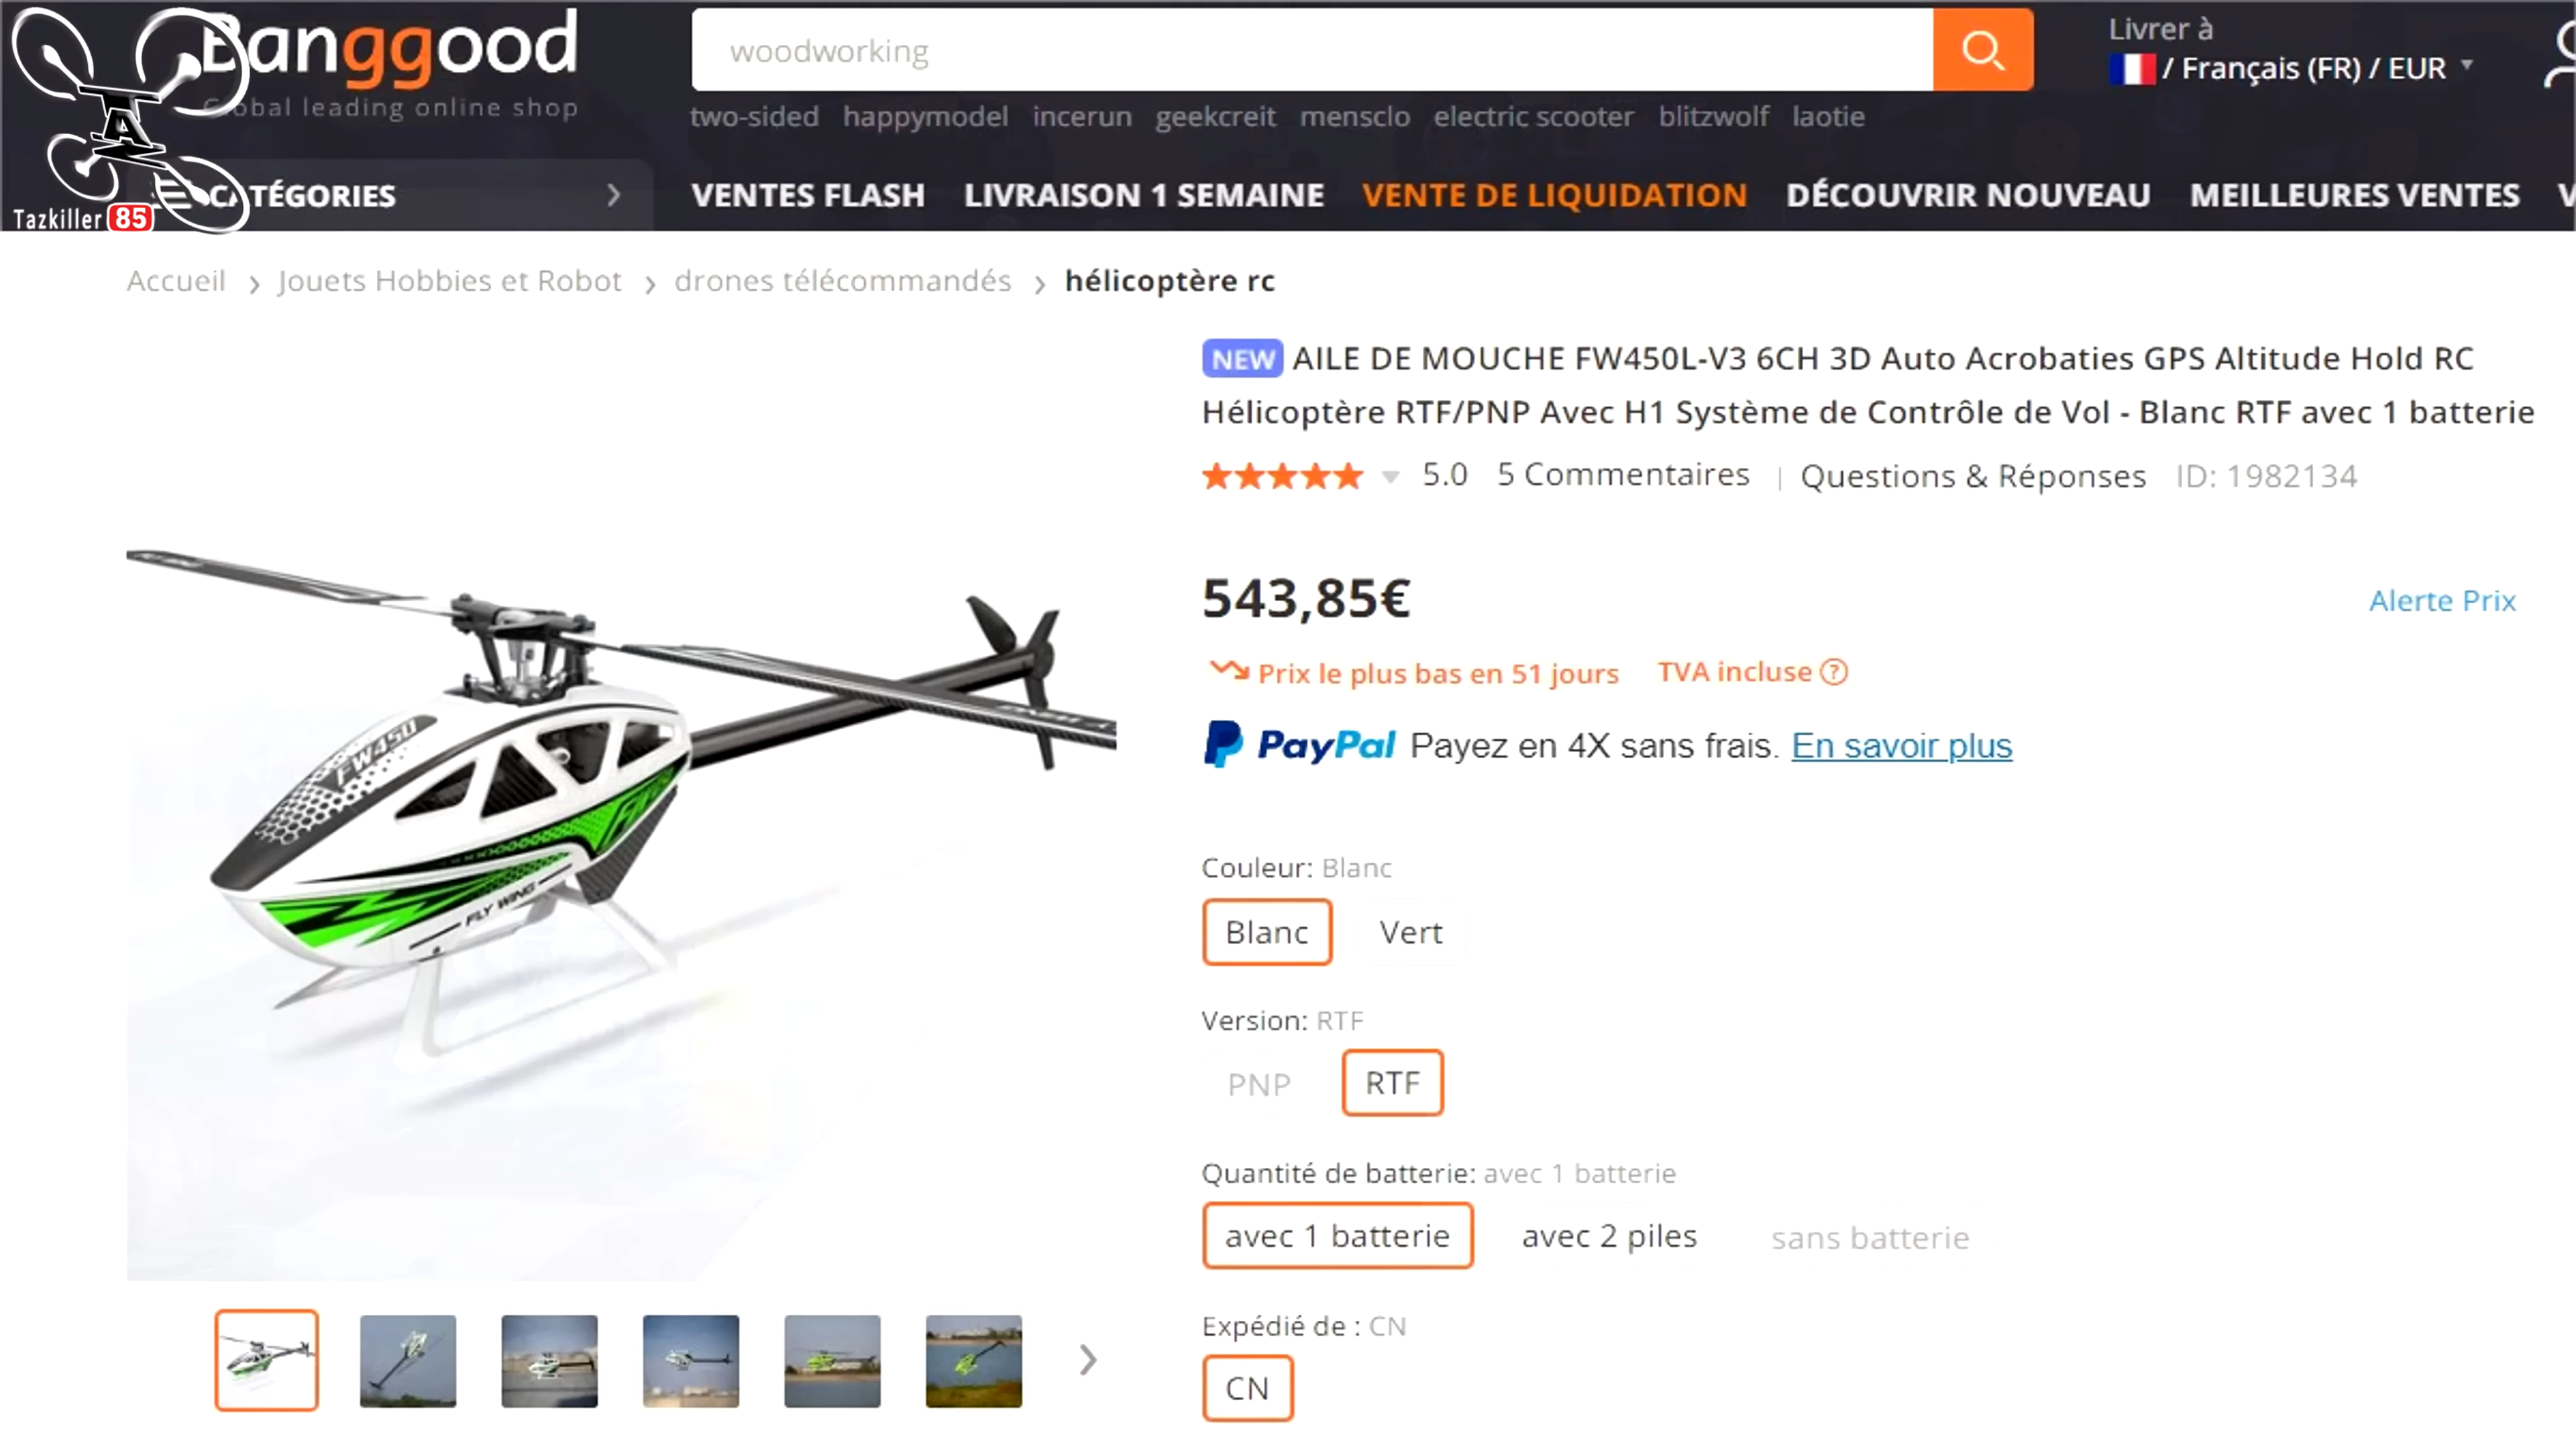 Banggood
Global leading online shop
woodworking
Livrer à
/ Français (FR) / EUR
two-sided happymodel incerun geekcreit mensclo electric scooter blitzwolf laotie
A
Tazkiller 85
CATÉGORIES
VENTES FLASH LIVRAISON 1 SEMAINE VENTE DE LIQUIDATION DÉCOUVRIR NOUVEAU MEILLEURES VENTES V
Accueil > Jouets Hobbies et Robot > drones télécommandés > hélicoptère rc
NEW AILE DE MOUCHE FW450L-V3 6CH 3D Auto Acrobaties GPS Altitude Hold RC
Hélicoptère RTF/PNP Avec H1 Système de Contrôle de Vol - Blanc RTF avec 1 batterie
5.0 5 Commentaires | Questions & Réponses ID: 1982134
543,85€
Alerte Prix
Prix le plus bas en 51 jours TVA incluse ?
PayPal Payez en 4X sans frais. En savoir plus
FW450
FLY WING
Couleur: Blanc
Blanc Vert
Version: RTF
PNP RTF
Quantité de batterie: avec 1 batterie
avec 1 batterie avec 2 piles sans batterie
Expédié de : CN
CN